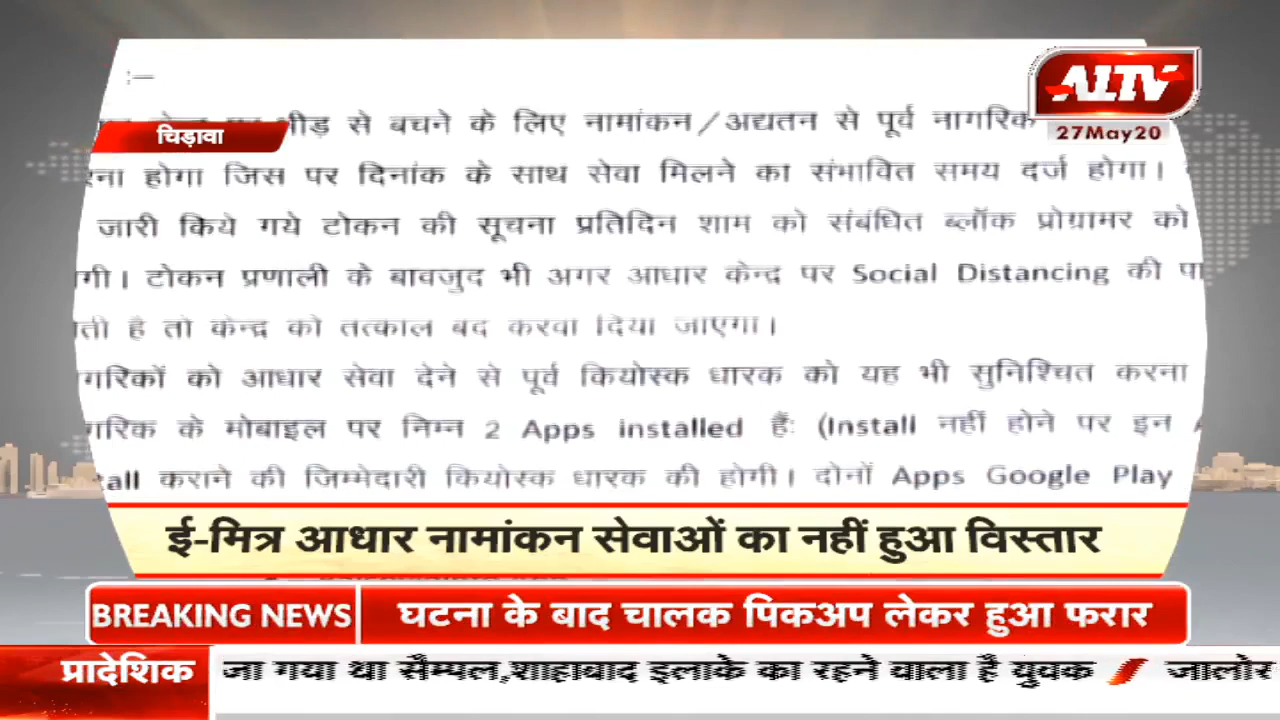 :—
भीड़ से बचने के लिए नामांकन/अद्यतन से पूर्व नागरिक
ALTV
27May20
चिड़ावा
रना होगा जिस पर दिनांक के साथ सेवा मिलने का संभावित समय दर्ज होगा।
जारी किये गये टोकन की सूचना प्रतिदिन शाम को संबंधित ब्लॉक प्रोग्रामर को
गी। टोकन प्रणाली के बावजुद भी अगर आधार केन्द्र पर Social Distancing की पा
ती है तो केन्द्र को तत्काल बंद करवा दिया जाएगा।
गरिकों को आधार सेवा देने से पूर्व कियोस्क धारक को यह भी सुनिश्चित करना
गरिक के मोबाइल पर निम्न 2 Apps installed हैं: (Install नहीं होने पर इन
tall कराने की जिम्मेदारी कियोस्क धारक की होगी। दोनों Apps Google Play
ई-मित्र आधार नामांकन सेवाओं का नहीं हुआ विस्तार
BREAKING NEWS घटना के बाद चालक पिकअप लेकर हुआ फरार
प्रादेशिक जा गया था सैम्पल,शाहाबाद इलाके का रहने वाला है युवक जालोर